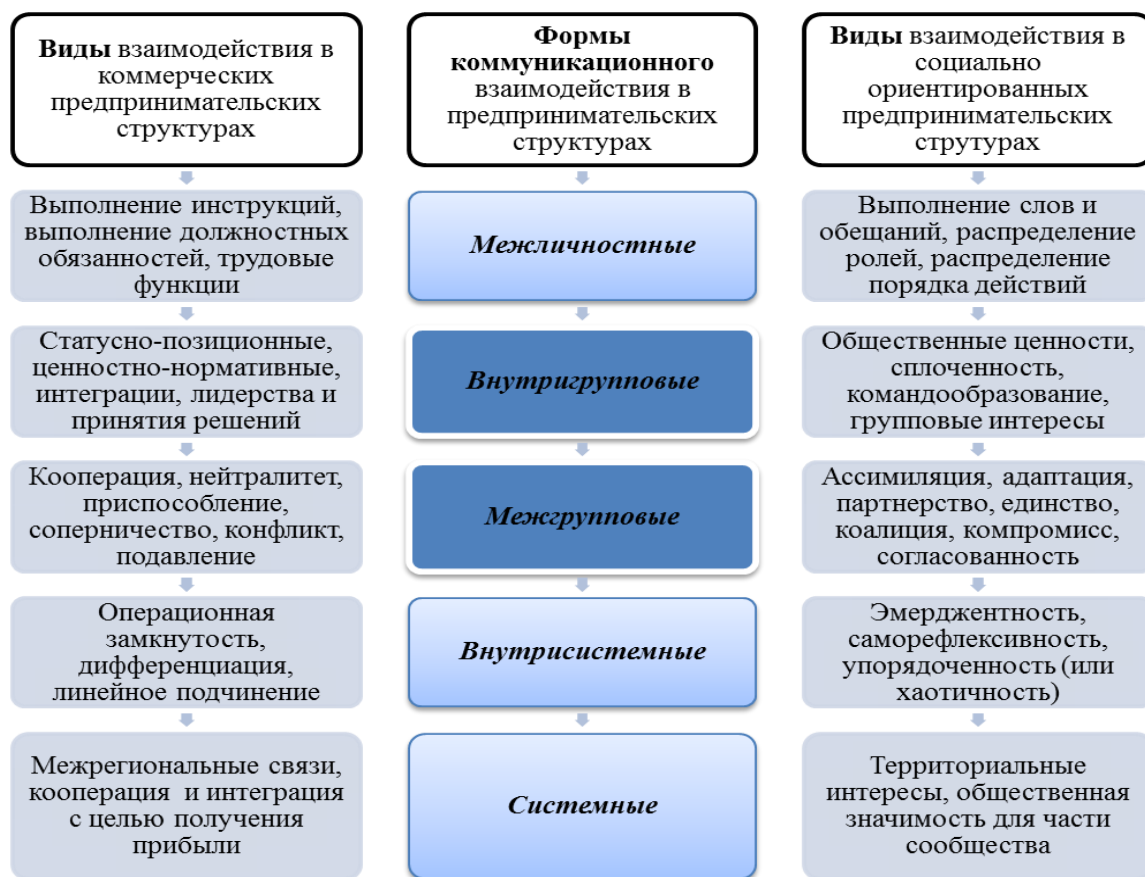 Виды взаимодействия в
коммерческих
предпринимательских
структурах
Формы
коммуникационного
взаимодействия в
предпринимательских
структурах
Виды взаимодействия в
социально
ориентированных
предпринимательских
струтурах
Выполнение инструкций,
выполнение должностных
обязанностей, трудовые
функции
Межличностные
Выполнение слов и
обещаний, распределение
ролей, распределение
порядка действий
Статусно-позиционные,
ценностно-нормативные,
интеграции, лидерства и
принятия решений
Внутригрупповые
Общественные ценности,
сплоченность,
командообразование,
групповые интересы
Кооперация, нейтралитет,
приспособление,
соперничество, конфликт,
подавление
Межгрупповые
Ассимиляция, адаптация,
партнерство, единство,
коалиция, компромисс,
согласованность
Операционная
замкнутость,
дифференциация,
линейное подчинение
Внутрисистемные
Эмерджентность,
саморефлексивность,
упорядоченность (или
хаотичность)
Межрегиональные связи,
кооперация и интеграция
с целью получения
прибыли
Системные
Территориальные
интересы, общественная
значимость для части
сообщества